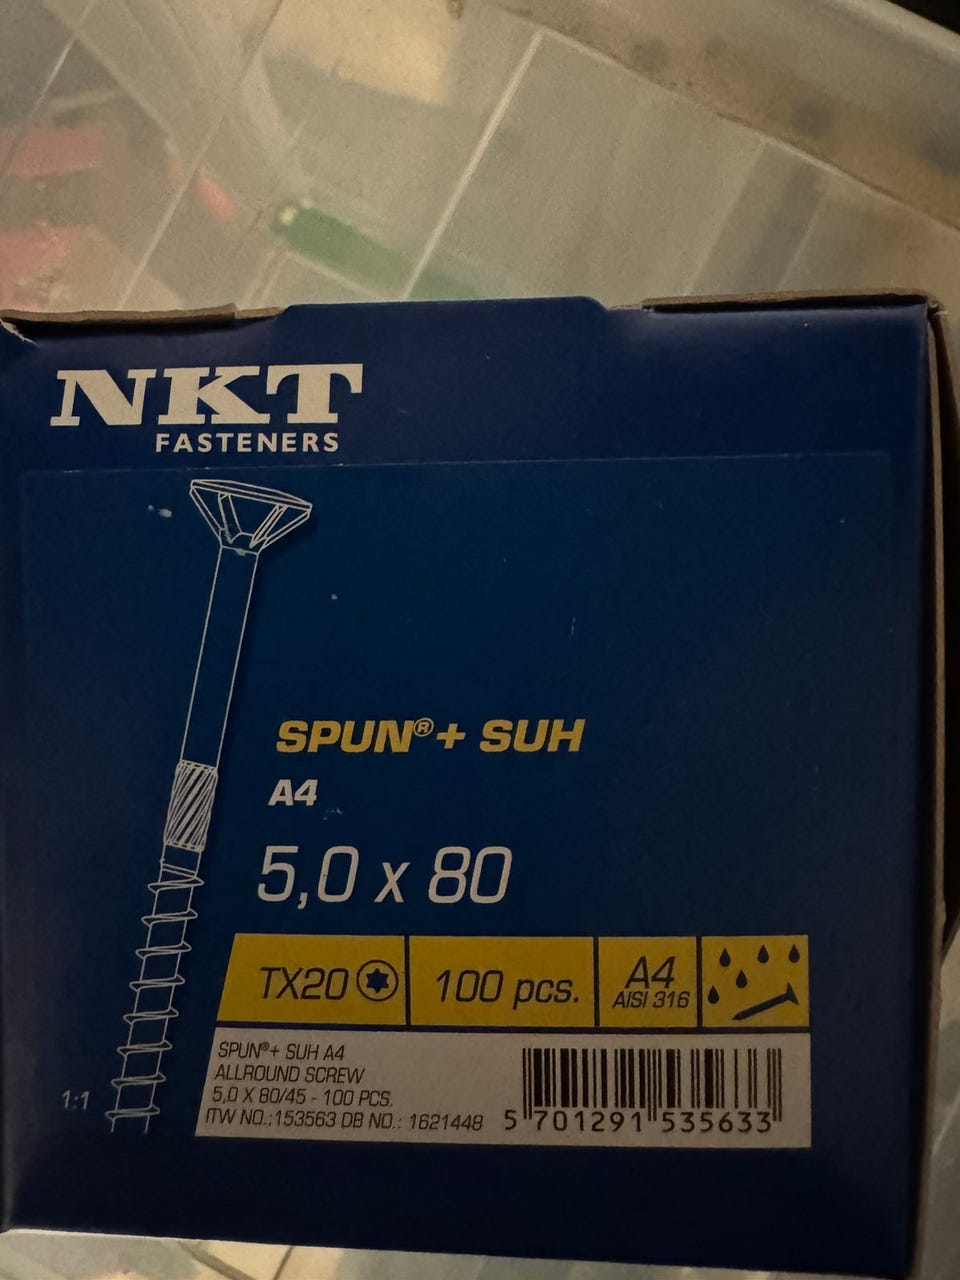 NKT
FASTENERS
SPUN®+ SUH
A4
5,0 x 80
TX20
100 pcs.
A4
AISI 316
SPUN®+ SUH A4
ALLROUND SCREW
5,0 X 80/45 - 100 PCS.
ITW NO.:153563 DB NO.: 1621448
5 701291 535633
1:1